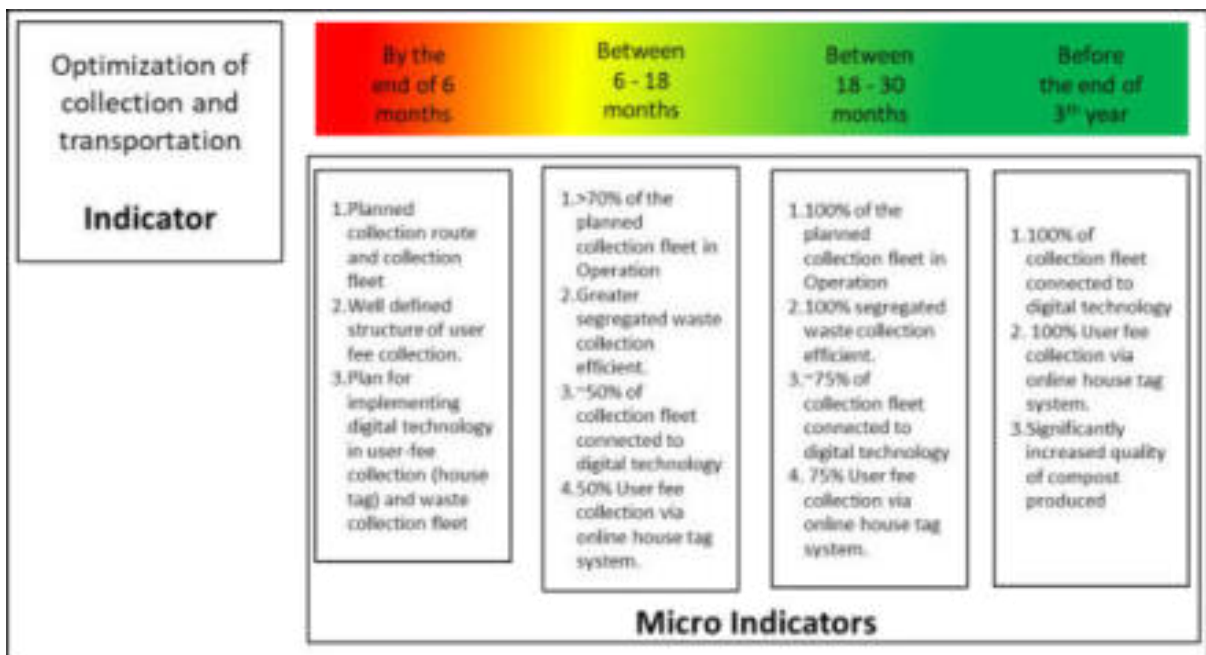 Optimization of
collection and
transportation
Indicator
By the
end of 6
months
Between
6 - 18
months
Between
18 - 30
months
Before
the end of
3th year
1.Planned
collection route
and collection
fleet
2.Well defined
structure of user
fee collection.
3.Plan for
implementing
digital technology
in user-fee
collection (house
tag) and waste
collection fleet
1.>70% of the
planned
collection fleet in
Operation
2.Greater
segregated waste
collection
efficient.
3.~50% of
collection fleet
connected to
digital technology
4.50% User fee
collection via
online house tag
system.
1.100% of the
planned
collection fleet in
Operation
2.100% segregated
waste collection
efficient.
3.~75% of
collection fleet
connected to
digital technology
4. 75% User fee
collection via
online house tag
system.
1.100% of
collection fleet
connected to
digital technology
2. 100% User fee
collection via
online house tag
system.
3.Significantly
increased quality
of compost
produced
Micro Indicators